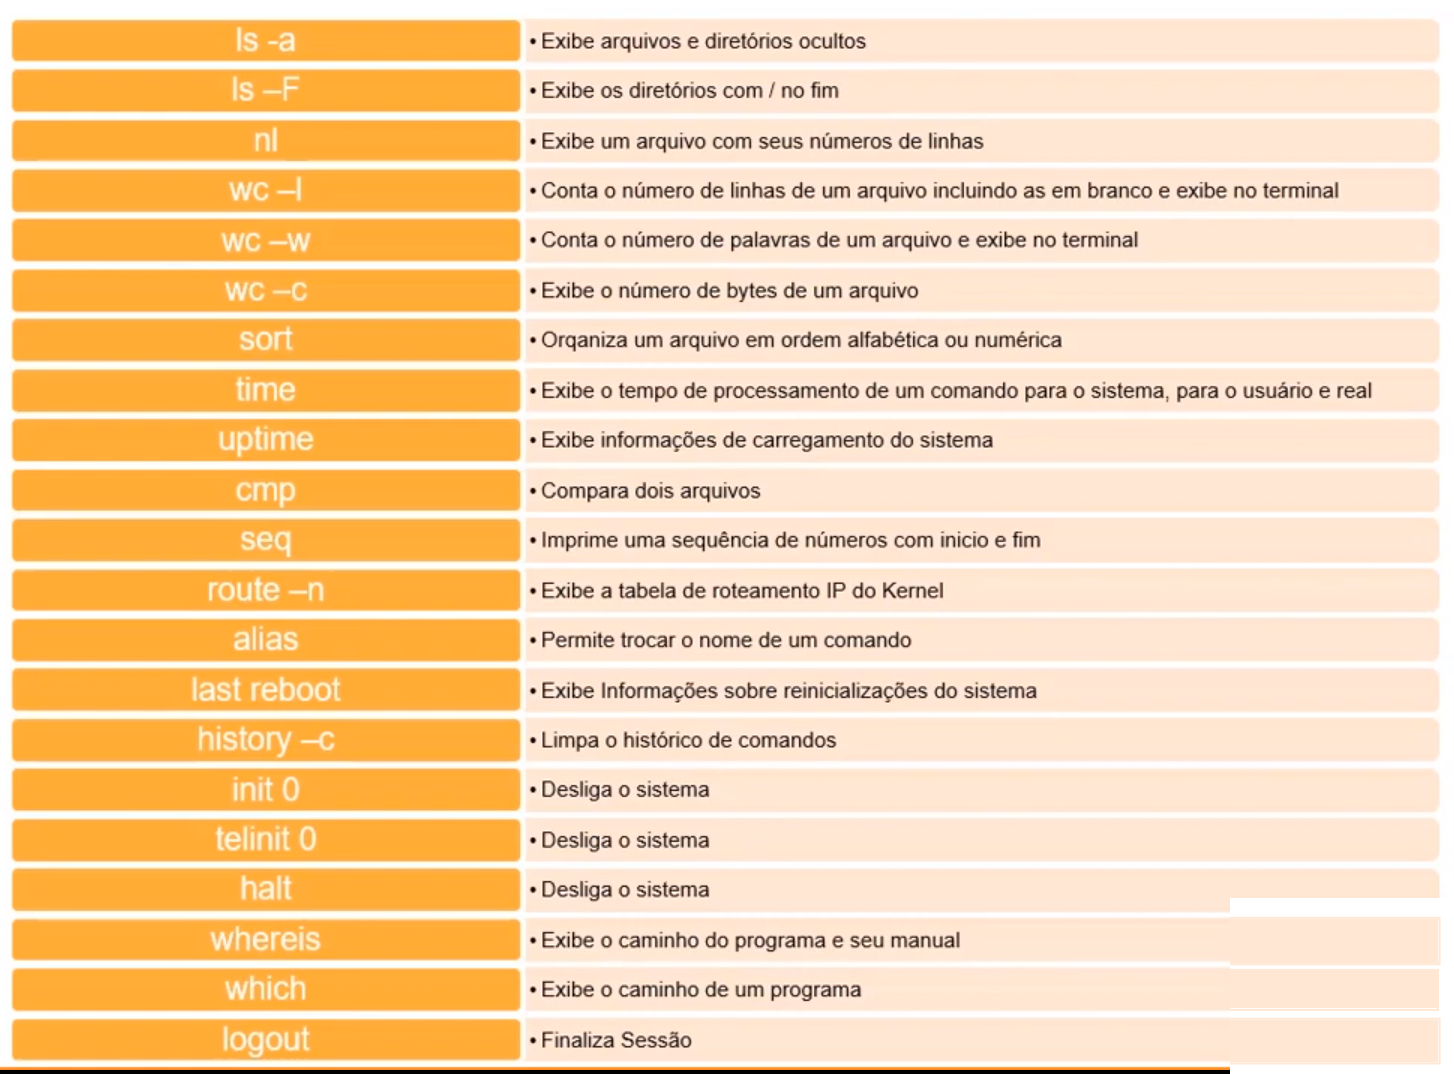 ls -a • Exibe arquivos e diretórios ocultos
ls –F • Exibe os diretórios com / no fim
nl • Exibe um arquivo com seus números de linhas
wc –l • Conta o número de linhas de um arquivo incluindo as em branco e exibe no terminal
wc –w • Conta o número de palavras de um arquivo e exibe no terminal
wc –c • Exibe o número de bytes de um arquivo
sort • Orqaniza um arquivo em ordem alfabética ou numérica
time • Exibe o tempo de processamento de um comando para o sistema, para o usuário e real
uptime • Exibe informações de carregamento do sistema
cmp • Compara dois arquivos
seq • Imprime uma sequência de números com inicio e fim
route –n • Exibe a tabela de roteamento IP do Kernel
alias • Permite trocar o nome de um comando
last reboot • Exibe Informações sobre reinicializações do sistema
history –c • Limpa o histórico de comandos
init 0 • Desliga o sistema
telinit 0 • Desliga o sistema
halt • Desliga o sistema
whereis • Exibe o caminho do programa e seu manual
which • Exibe o caminho de um programa
logout • Finaliza Sessão